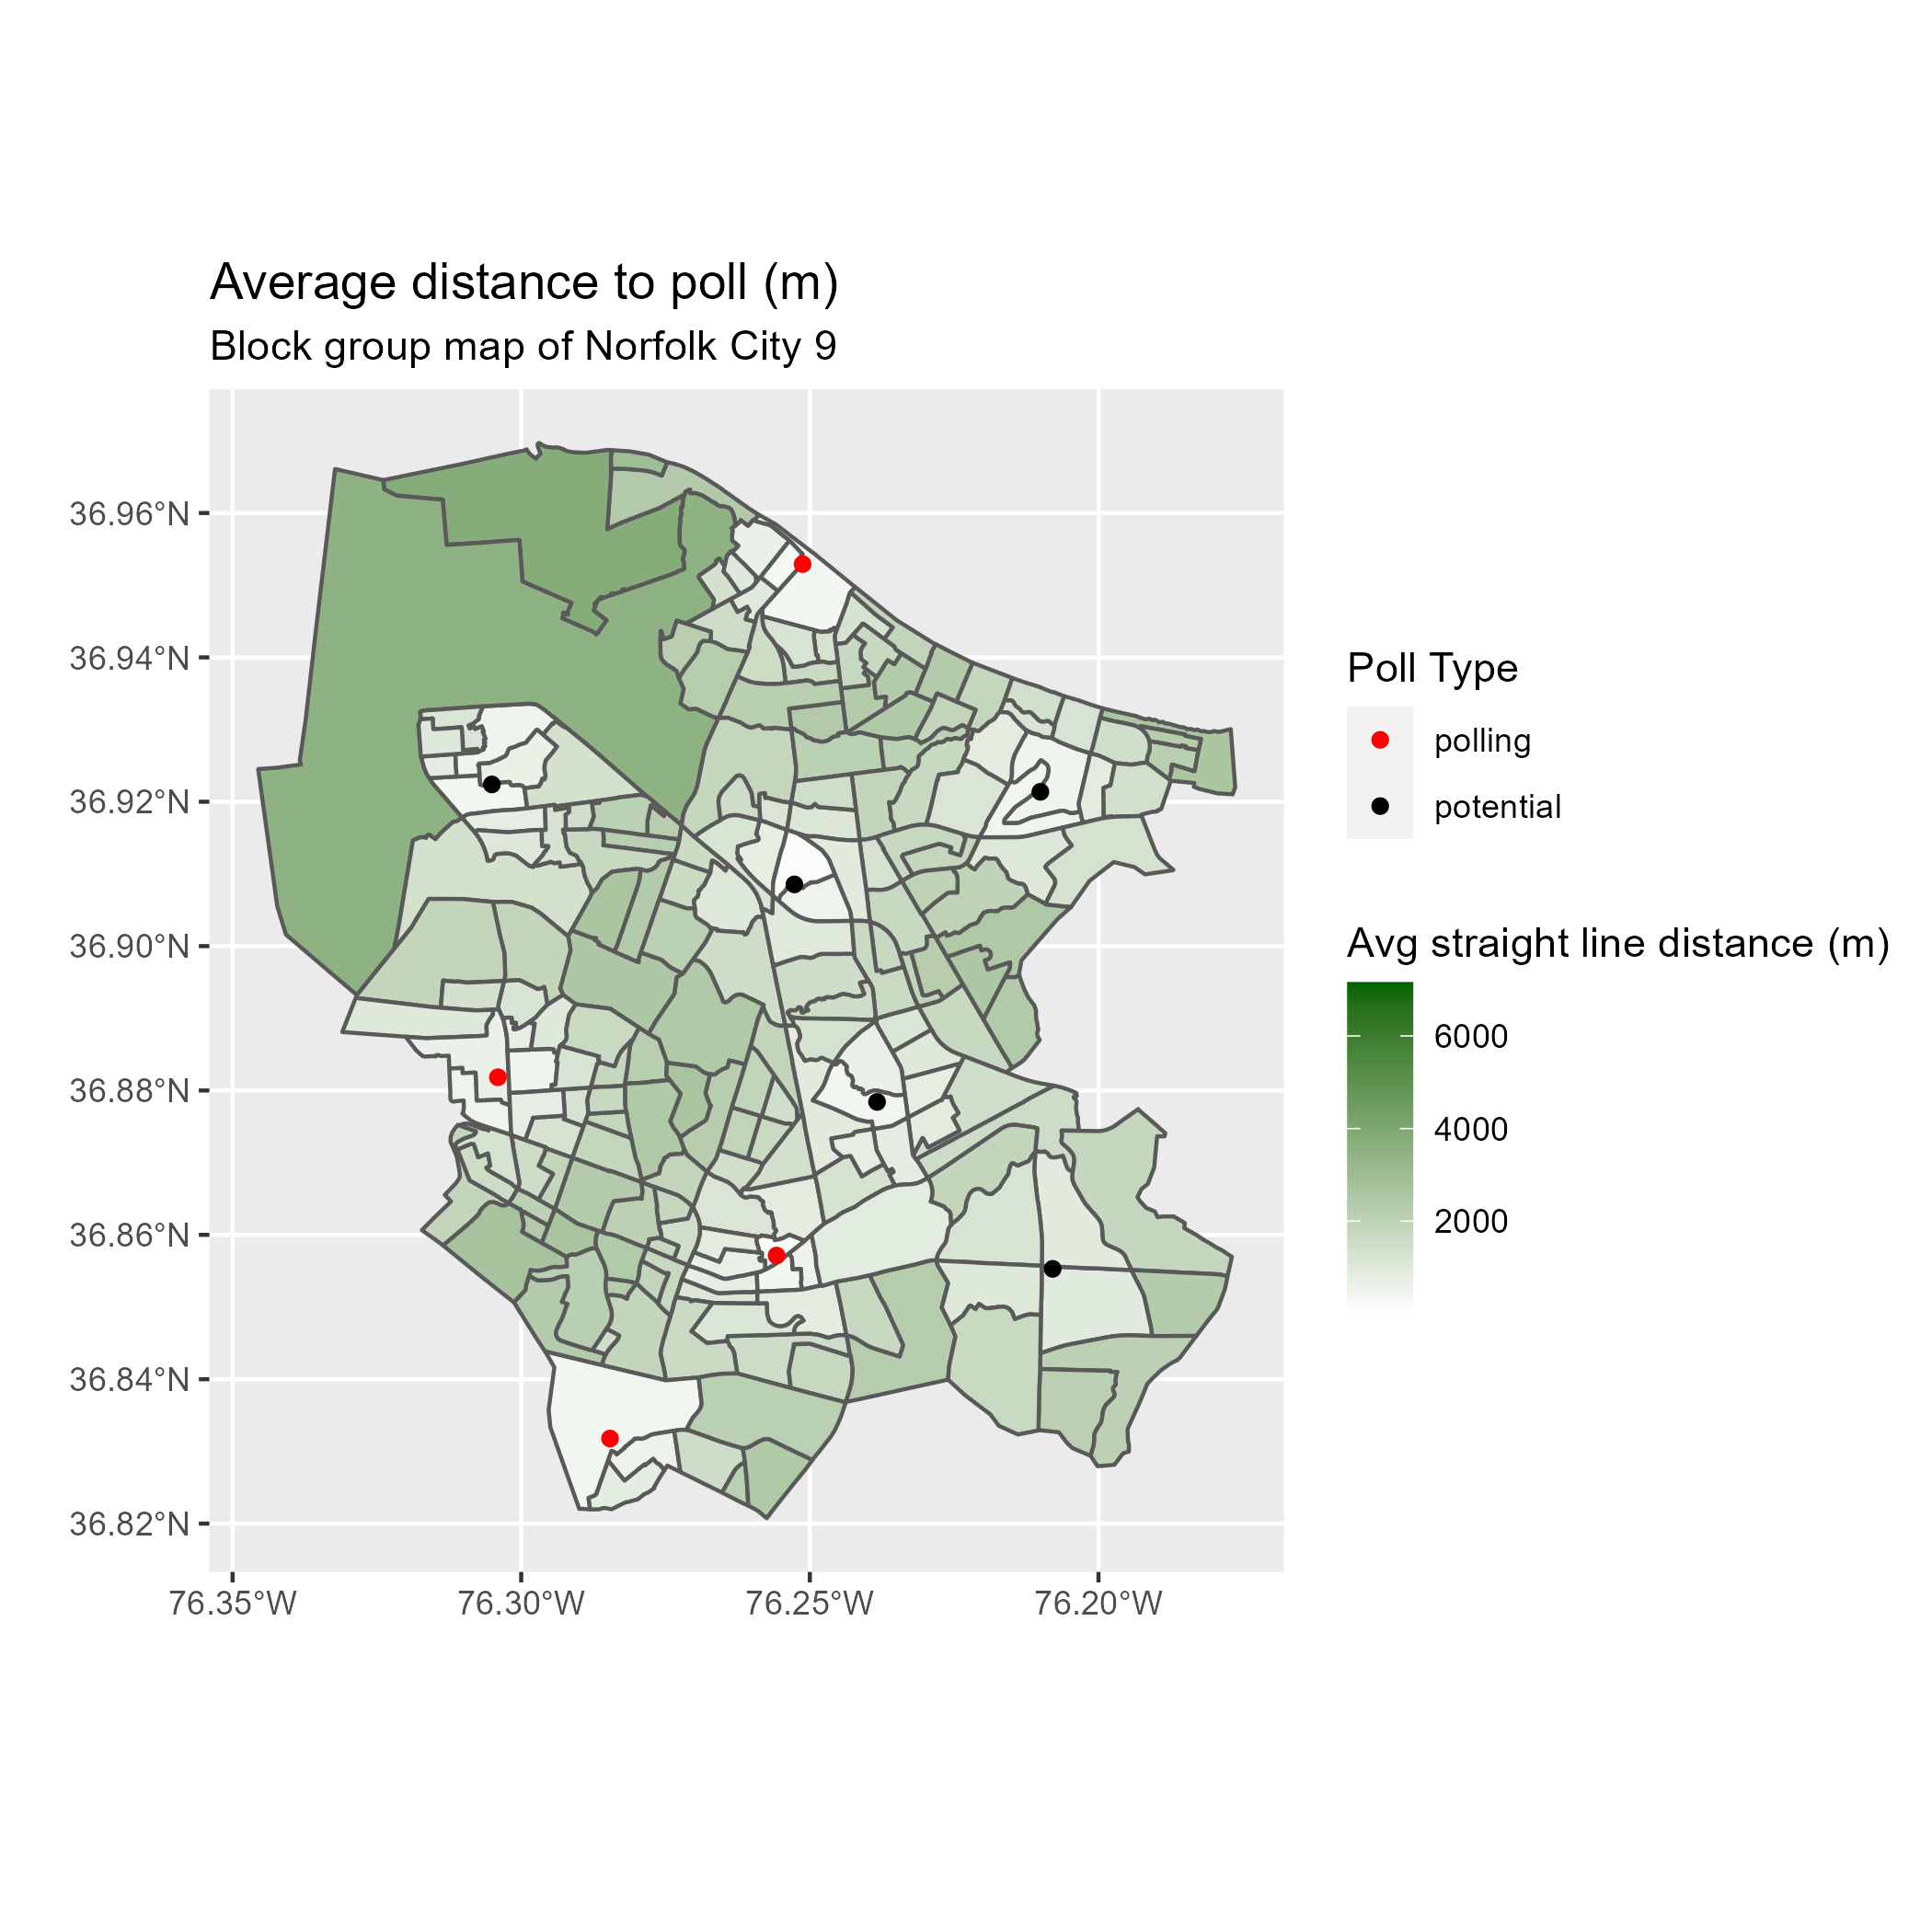 Average distance to poll (m)
Block group map of Norfolk City 9
36.96°N
36.94°N
36.92°N
36.90°N
36.88°N
36.86°N
36.84°N
36.82°N
76.35°W
76.30°W
76.25°W
76.20°W
Poll Type
polling
potential
Avg straight line distance (m)
6000
4000
2000